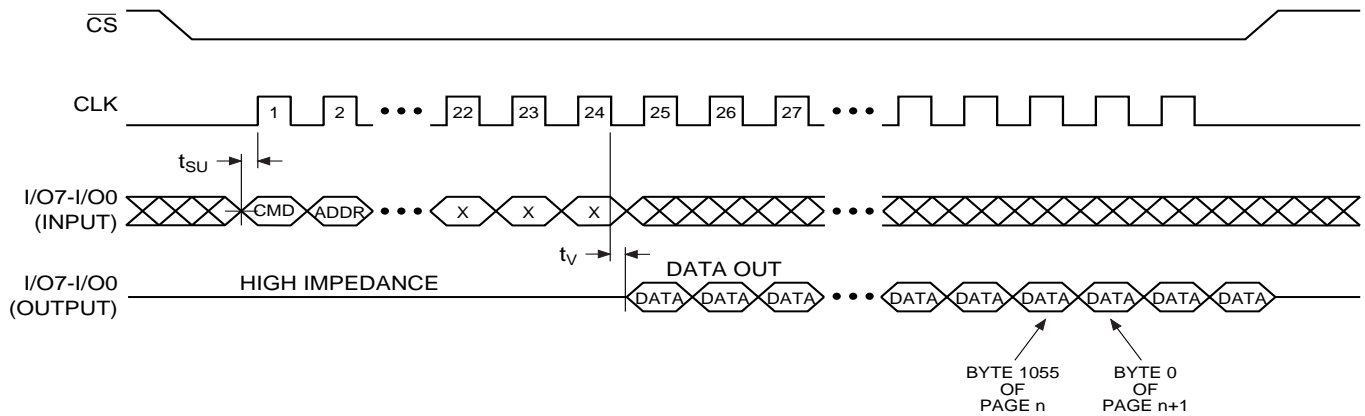 CS
CLK
1 2 ••• 22 23 24 25 26 27 •••
tSU
I/O7-I/O0
(INPUT)
CMD ADDR ••• X X X •••
tV
I/O7-I/O0
(OUTPUT)
HIGH IMPEDANCE
DATA OUT
DATA DATA DATA ••• DATA DATA DATA DATA DATA DATA
BYTE 1055
OF
PAGE n
BYTE 0
OF
PAGE n+1